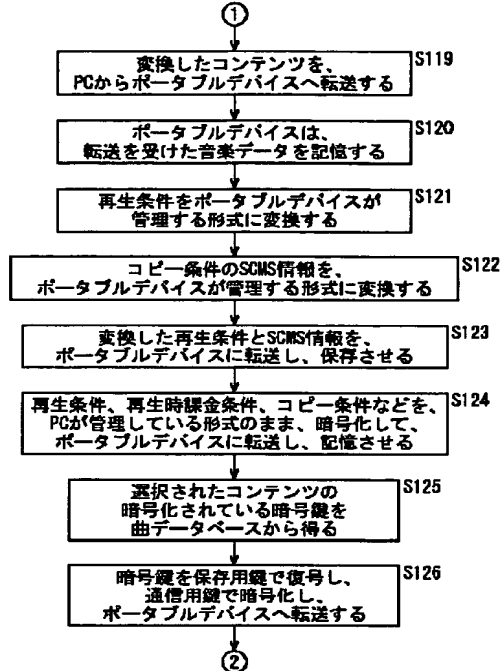 ①
変換したコンテンツを、
PCからポータブルデバイスへ転送する
S119
ポータブルデバイスは、
転送を受けた音楽データを記憶する
S120
再生条件をポータブルデバイスが
管理する形式に変換する
S121
コピー条件のSCMS情報を、
ポータブルデバイスが管理する形式に変換する
S122
変換した再生条件とSCMS情報を、
ポータブルデバイスに転送し、保存させる
S123
再生条件、再生時課金条件、コピー条件などを、
PCが管理している形式のまま、暗号化して、
ポータブルデバイスに転送し、記憶させる
S124
選択されたコンテンツの
暗号化されている暗号鍵を
曲データベースから得る
S125
暗号鍵を保存用鍵で復号し、
通信用鍵で暗号化し、
ポータブルデバイスへ転送する
S126
②